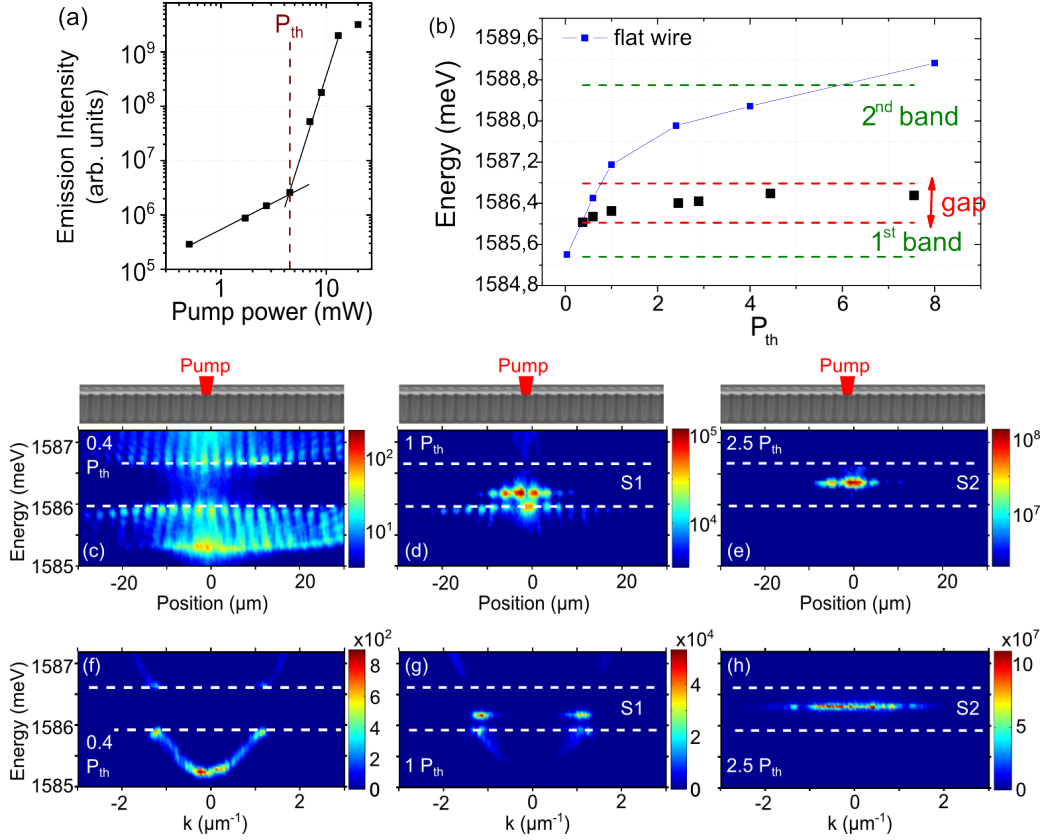 (a)
P_th
10^9
10^8
10^7
10^6
10^5
Emission Intensity
(arb. units)
1
10
Pump power (mW)
(b)
flat wire
1589,6
1588,8
1588,0
1587,2
1586,4
1585,6
1584,8
Energy (meV)
2^nd band
gap
1^st band
0
2
4
6
8
P_th
Pump
Pump
Pump
1587
1586
1585
Energy (meV)
0.4
P_th
(c)
10^2
10^1
-20
0
20
Position (µm)
1 P_th
S1
(d)
10^5
10^4
-20
0
20
Position (µm)
2.5 P_th
S2
(e)
10^8
10^7
-20
0
20
Position (µm)
1587
1586
1585
Energy (meV)
(f)
0.4
P_th
x10^2
8
6
4
2
0
-2
0
2
k (µm^-1)
(g)
S1
1 P_th
x10^4
4
2
0
-2
0
2
k (µm^-1)
(h)
S2
2.5 P_th
x10^7
10
5
0
-2
0
2
k (µm^-1)